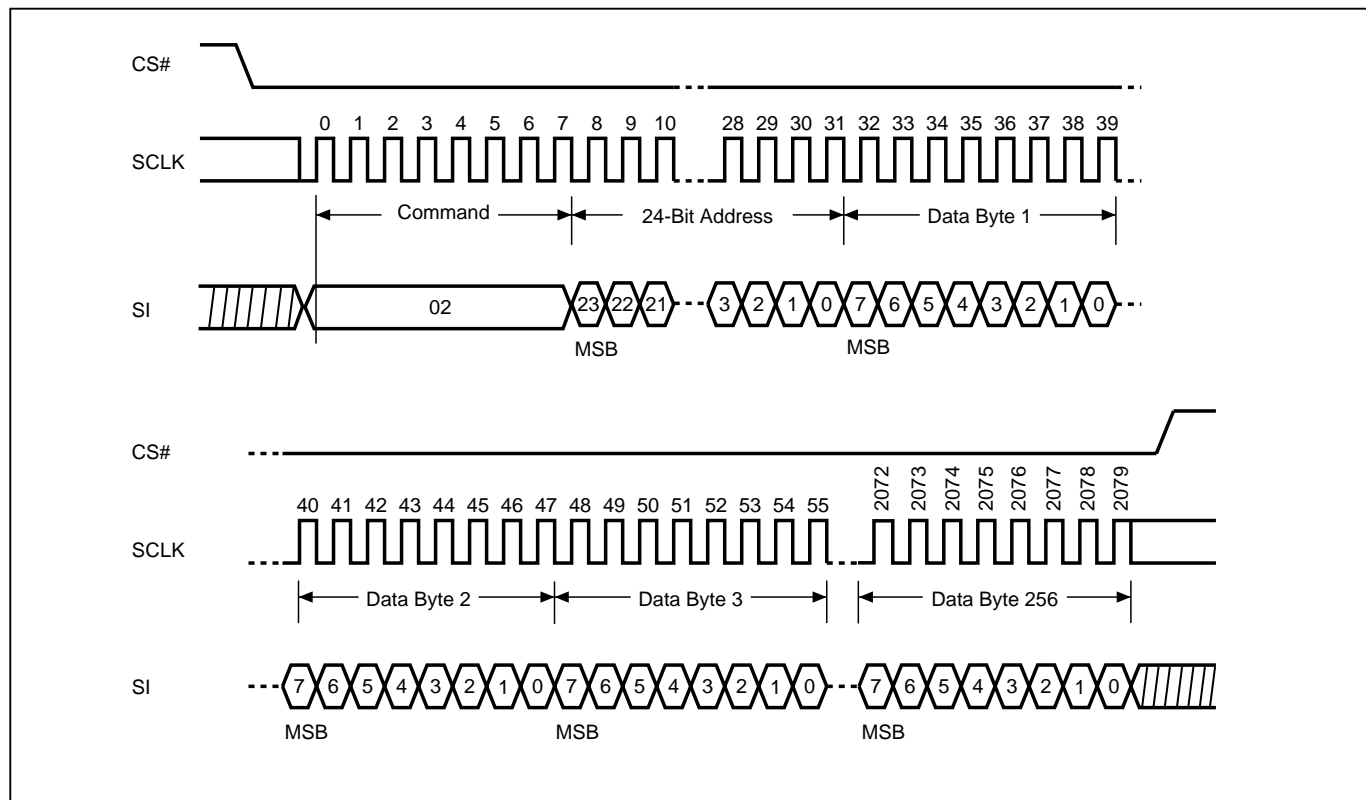 CS#
0 1 2 3 4 5 6 7 8 9 10 28 29 30 31 32 33 34 35 36 37 38 39
SCLK
Command 24-Bit Address Data Byte 1
SI 02 23 22 21 3 2 1 0 7 6 5 4 3 2 1 0
MSB MSB
CS#
40 41 42 43 44 45 46 47 48 49 50 51 52 53 54 55 2072 2073 2074 2075 2076 2077 2078 2079
SCLK
Data Byte 2 Data Byte 3 Data Byte 256
SI 7 6 5 4 3 2 1 0 7 6 5 4 3 2 1 0 7 6 5 4 3 2 1 0
MSB MSB MSB